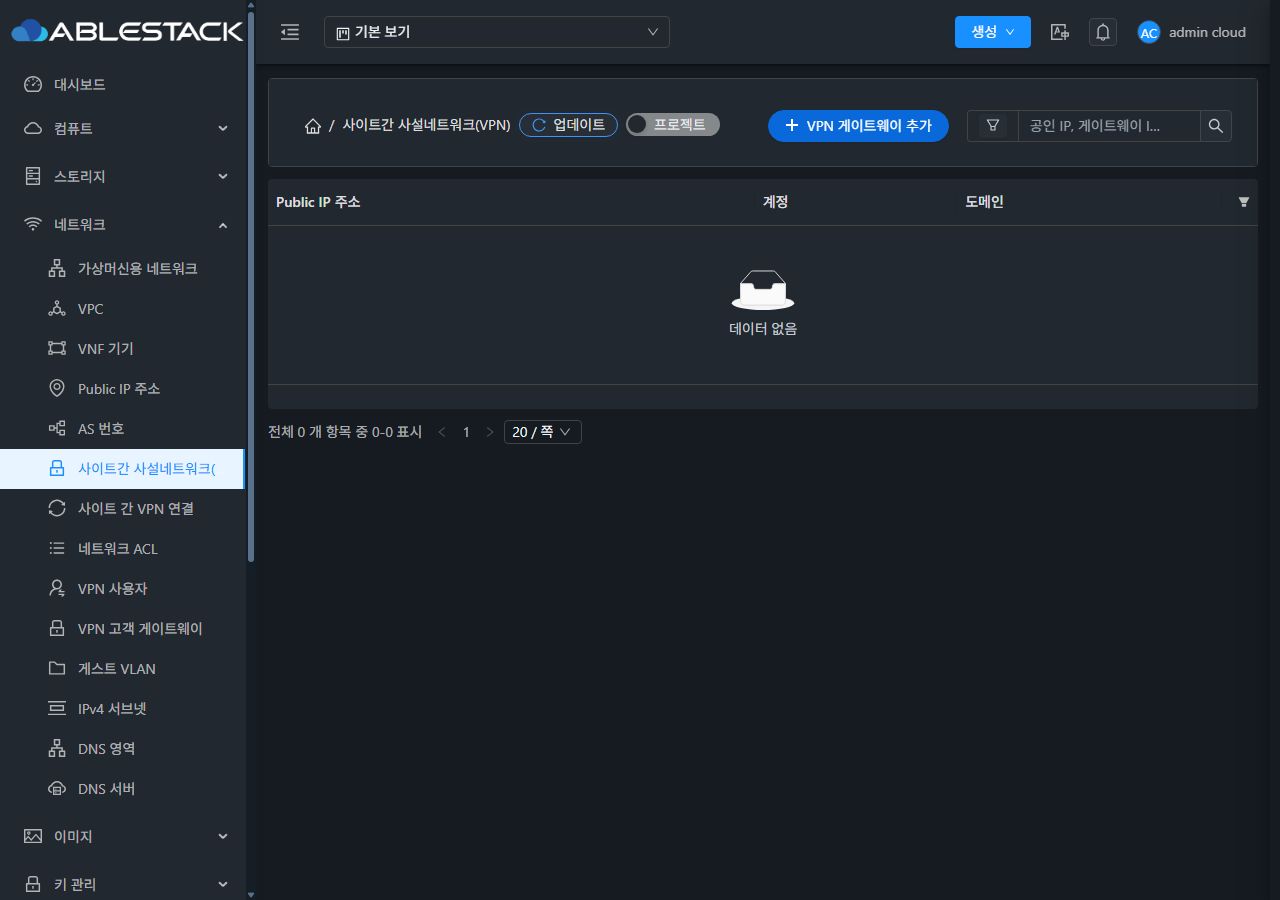 ABLESTACK
기본 보기
생성
AC
admin cloud
대시보드
컴퓨트
스토리지
네트워크
가상머신용 네트워크
VPC
VNF 기기
Public IP 주소
AS 번호
사이트간 사설네트워크(
사이트 간 VPN 연결
네트워크 ACL
VPN 사용자
VPN 고객 게이트웨이
게스트 VLAN
IPv4 서브넷
DNS 영역
DNS 서버
이미지
키 관리
/ 사이트간 사설네트워크(VPN)
업데이트
프로젝트
VPN 게이트웨이 추가
공인 IP, 게이트웨이 I...
Public IP 주소
계정
도메인
데이터 없음
전체 0 개 항목 중 0-0 표시 < 1 > 20 / 쪽